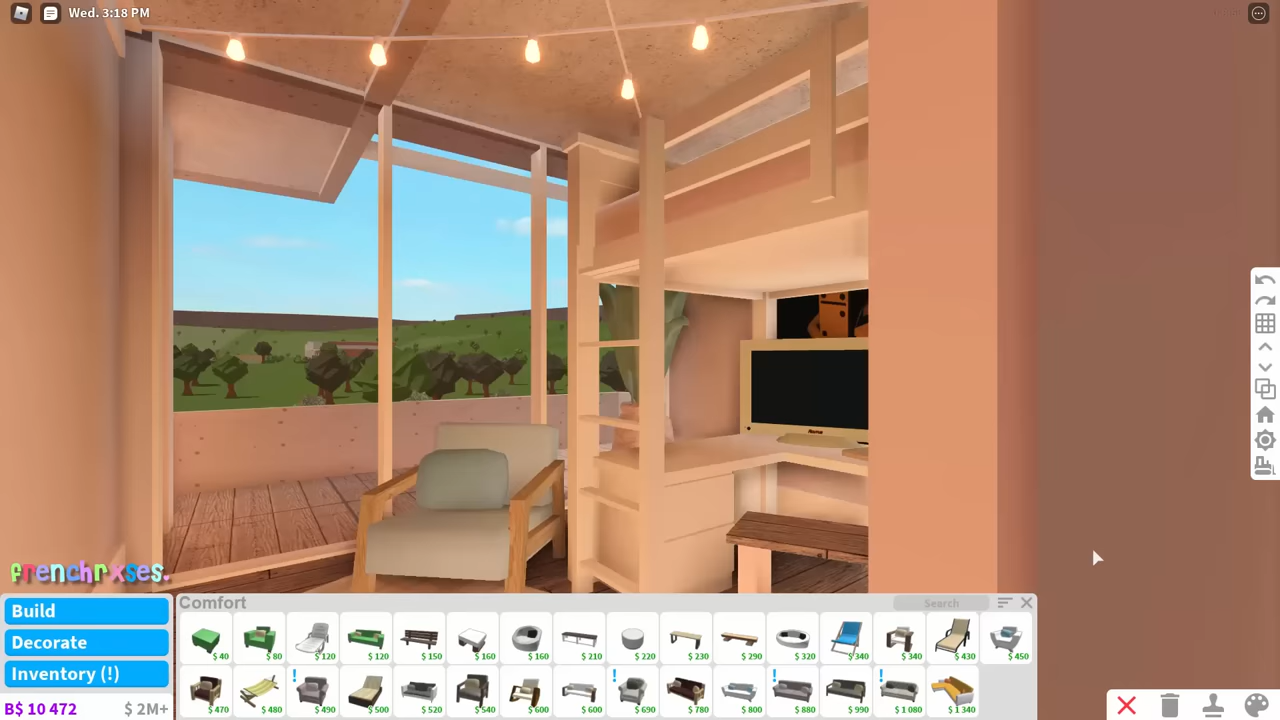 Wed. 3:18 PM
frenchrxses.
Build
Decorate
Inventory (!)
B$ 10 472
$ 2M+
Comfort
Search
$ 40
$ 80
$ 120
$ 120
$ 150
$ 160
$ 160
$ 210
$ 220
$ 230
$ 290
$ 320
$ 340
$ 340
$ 430
$ 450
$ 470
$ 480
! $ 490
$ 500
$ 520
$ 540
$ 600
$ 600
! $ 690
$ 780
$ 800
! $ 880
$ 990
! $ 1 080
$ 1 340